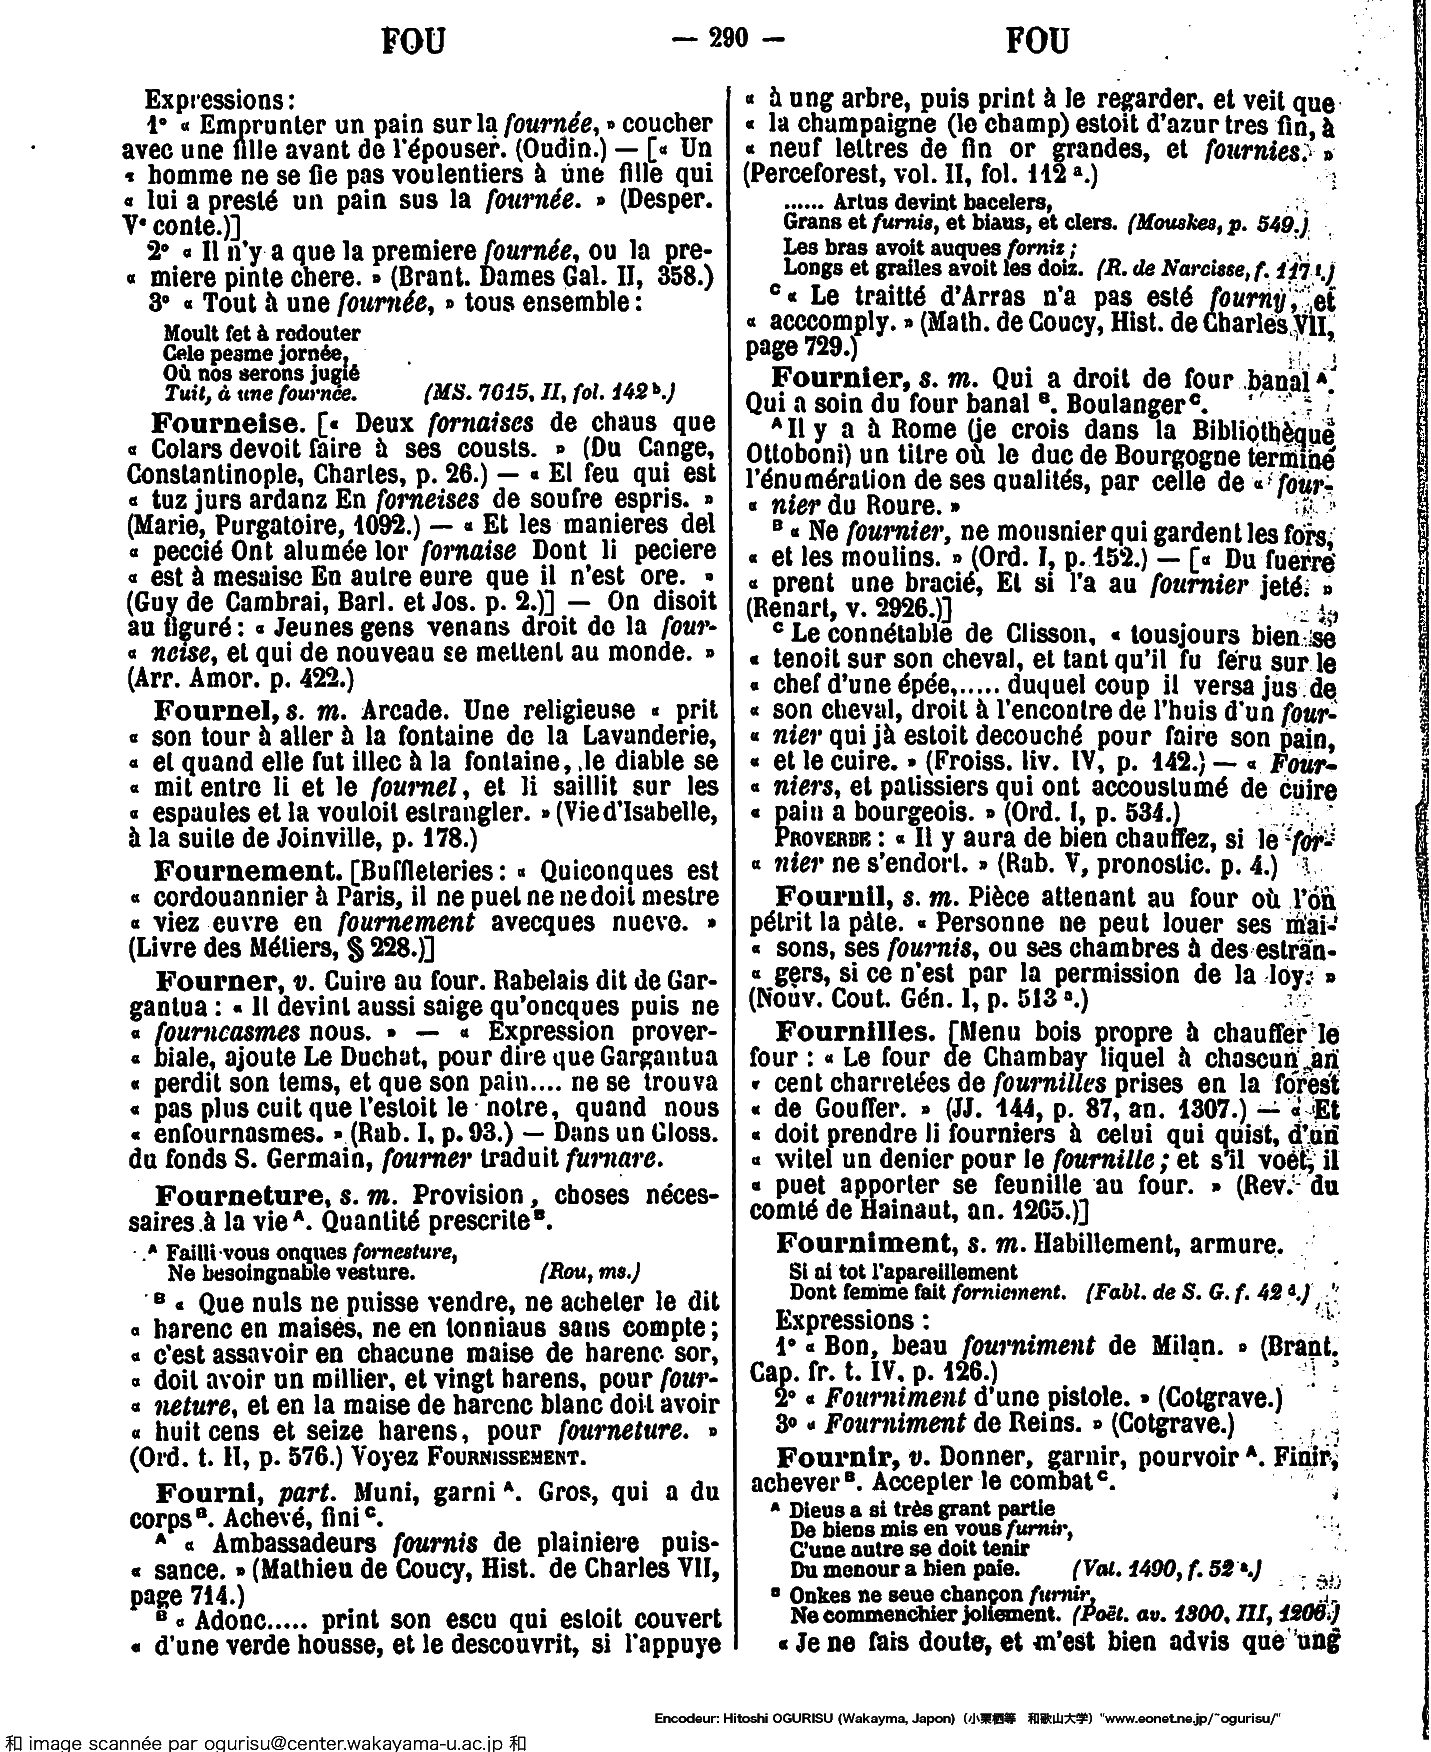 FOU — 290 — FOU
Expressions :
1° « Emprunter un pain sur la fournée, » coucher
avec une fille avant de l'épouser. (Oudin.) — [« Un
« homme ne se fie pas voulentiers à une fille qui
« lui a presté un pain sus la fournée. » (Desper.
Vᵉ conte.)]
2° « Il n'y a que la premiere fournée, ou la pre-
« miere pinte chere. » (Brant. Dames Gal. II, 358.)
3° « Tout à une fournée, » tous ensemble :
Moult fet à redouter
Cele pesme jornée,
Où nos serons jugié
Tuit, à une fournée. (MS. 7615, II, fol. 142 ᵇ.)
Fourneise. [« Deux fornaises de chaus que
« Colars devoit faire à ses cousts. » (Du Cange,
Constantinople, Chartes, p. 26.) — « El feu qui est
« tuz jurs ardanz En forneises de soufre espris. »
(Marie, Purgatoire, 1092.) — « Et les manieres del
« peccié Ont alumée lor fornaise Dont li peciere
« est à mesaise En autre eure que il n'est ore. »
(Guy de Cambrai, Barl. et Jos. p. 2.)] — On disoit
au figuré : « Jeunes gens venans droit de la four-
« neise, et qui de nouveau se mettent au monde. »
(Arr. Amor. p. 422.)
Fournel, s. m. Arcade. Une religieuse « prit
« son tour à aller à la fontaine de la Lavanderie,
« et quand elle fut illec à la fontaine, le diable se
« mit entre li et le fournel, et li saillit sur les
« espaules et la vouloit estrangler. » (Vie d'Isabelle,
à la suite de Joinville, p. 178.)
Fournement. [Buffleteries : « Quiconques est
« cordouannier à Paris, il ne puet ne ne doit mestre
« viez euvre en fournement avecques nueve. »
(Livre des Métiers, § 228.)]
Fourner, v. Cuire au four. Rabelais dit de Gar-
gantua : « Il devint aussi saige qu'oncques puis ne
« fourneasmes nous. » — « Expression prover-
« biale, ajoute Le Duchat, pour dire que Gargantua
« perdit son tems, et que son pain.... ne se trouva
« pas plus cuit que l'estoit le notre, quand nous
« enfournasmes. » (Rab. I, p. 93.) — Dans un Gloss.
du fonds S. Germain, fourner traduit furnare.
Fourneture, s. m. Provision, choses néces-
saires à la vie ᴬ. Quantité prescrite ᴮ.
ᴬ Failli vous onques fornesture,
Ne besoingnable vesture. (Rou, ms.)
ᴮ « Que nuls ne puisse vendre, ne acheter le dit
« harenc en maises, ne en tonniaus sans compte ;
« c'est assavoir en chacune maise de harenc sor,
« doit avoir un millier, et vingt harens, pour four-
« neture, et en la maise de harenc blanc doit avoir
« huit cens et seize harens, pour fourneture. »
(Ord. t. II, p. 576.) Voyez FOURNISSEMENT.
Fourni, part. Muni, garni ᴬ. Gros, qui a du
corps ᴮ. Achevé, fini ᶜ.
ᴬ « Ambassadeurs fournis de plainiere puis-
« sance. » (Mathieu de Coucy, Hist. de Charles VII,
page 714.)
ᴮ « Adonc..... print son escu qui estoit couvert
« d'une verde housse, et le descouvrit, si l'appuye
« à ung arbre, puis print à le regarder, et veit que
« la champaigne (le champ) estoit d'azur tres fin, à
« neuf lettres de fin or grandes, et fournies. »
(Perceforest, vol. II, fol. 112 ᵃ.)
...... Artus devint bacelers,
Grans et furnis, et biaus, et clers. (Mouskes, p. 549.)
Les bras avoit auques forniz ;
Longs et grailes avoit les doiz. (R. de Narcisse, f. 117 ᵗ.)
ᶜ « Le traitté d'Arras n'a pas esté fourny, et
« acccomply. » (Math. de Coucy, Hist. de Charles VII,
page 729.)
Fournier, s. m. Qui a droit de four banal ᴬ.
Qui a soin du four banal ᴮ. Boulanger ᶜ.
ᴬ Il y a à Rome (je crois dans la Bibliothèque
Ottoboni) un titre où le duc de Bourgogne terminé
l'énumération de ses qualités, par celle de « four-
« nier du Roure. »
ᴮ « Ne fournier, ne mousnier qui gardent les fors,
« et les moulins. » (Ord. I, p. 152.) — [« Du fuerre
« prent une bracié, Et si l'a au fournier jeté. »
(Renart, v. 2926.)]
ᶜ Le connétable de Clisson, « tousjours bien se
« tenoit sur son cheval, et tant qu'il fu féru sur le
« chef d'une épée,..... duquel coup il versa jus de
« son cheval, droit à l'encontre de l'huis d'un four-
« nier qui jà estoit decouché pour faire son pain,
« et le cuire. » (Froiss. liv. IV, p. 142.) — « Four-
« niers, et patissiers qui ont accoustumé de cuire
« pain a bourgeois. » (Ord. I, p. 534.)
PROVERBE : « Il y aura de bien chauffez, si le for-
« nier ne s'endort. » (Rab. V, pronostic. p. 4.)
Fournil, s. m. Pièce attenant au four où l'on
pétrit la pâte. « Personne ne peut louer ses mai-
« sons, ses fournis, ou ses chambres à des estran-
« gers, si ce n'est par la permission de la loy. »
(Nouv. Cout. Gén. I, p. 513 ᵃ.)
Fournilles. [Menu bois propre à chauffer le
four : « Le four de Chambay liquel à chascun an
« cent charretées de fournilles prises en la forest
« de Gouffer. » (JJ. 144, p. 87, an. 1307.) — « Et
« doit prendre li fourniers à celui qui quist, d'un
« witel un denier pour le fournille ; et s'il voet, il
« puet apporter se feunille au four. » (Rev. du
comté de Hainaut, an. 1265.)]
Fourniment, s. m. Habillement, armure.
Si ai tot l'apareillement
Dont femme fait forniement. (Fabl. de S. G. f. 42 ᵈ.)
Expressions :
1° « Bon, beau fourniment de Milan. » (Brant.
Cap. fr. t. IV, p. 126.)
2° « Fourniment d'une pistole. » (Cotgrave.)
3° « Fourniment de Reins. » (Cotgrave.)
Fournir, v. Donner, garnir, pourvoir ᴬ. Finir,
achever ᴮ. Accepter le combat ᶜ.
ᴬ Dieus a si très grant partie
De biens mis en vous furnir,
C'une autre se doit tenir
Du menour a bien paie. (Vat. 1490, f. 52 ᵃ.)
ᴮ Onkes ne seue chançon furnir,
Ne commenchier joliement. (Poët. av. 1300, III, 1206.)
« Je ne fais doute, et m'est bien advis que ung
Encodeur: Hitoshi OGURISU (Wakayma, Japon) (小栗栖等 和歌山大学) "www.eonet.ne.jp/~ogurisu/"
和 image scannée par ogurisu@center.wakayama-u.ac.jp 和